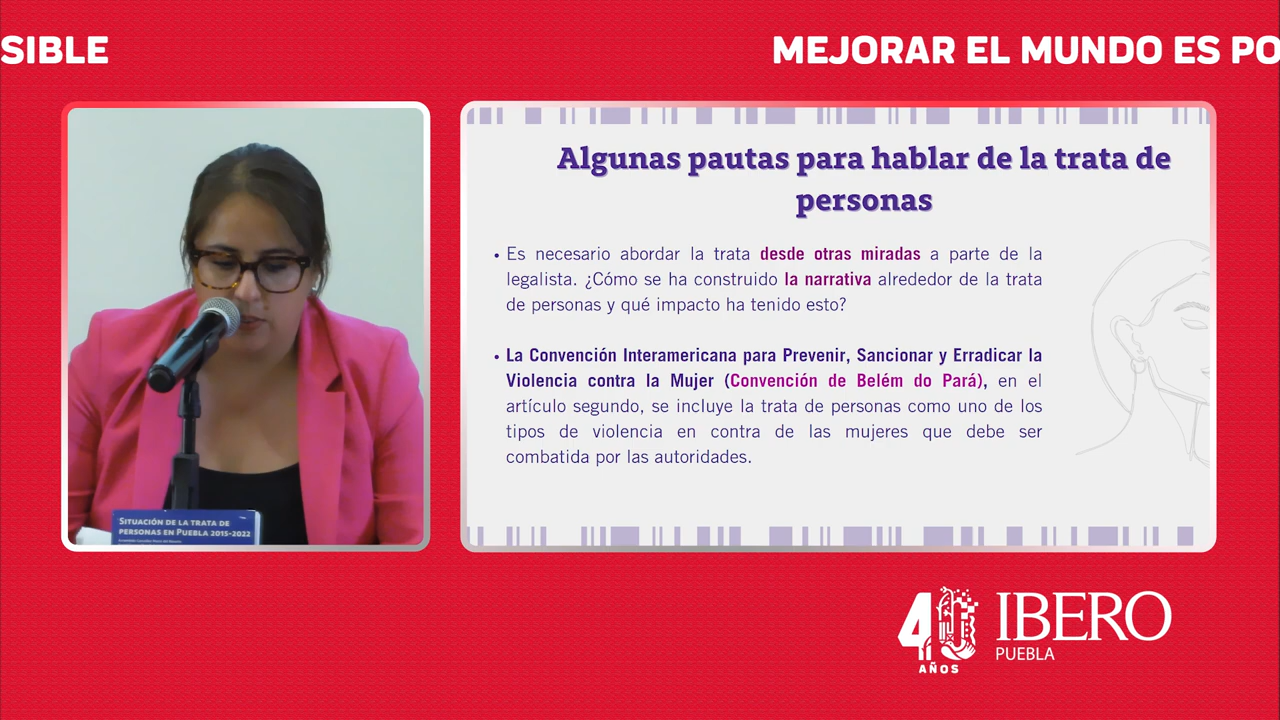 SIBLE
MEJORAR EL MUNDO ES PO
Algunas pautas para hablar de la trata de
personas
• Es necesario abordar la trata desde otras miradas a parte de la
legalista. ¿Cómo se ha construido la narrativa alrededor de la trata
de personas y qué impacto ha tenido esto?
• La Convención Interamericana para Prevenir, Sancionar y Erradicar la
Violencia contra la Mujer (Convención de Belém do Pará), en el
artículo segundo, se incluye la trata de personas como uno de los
tipos de violencia en contra de las mujeres que debe ser
combatida por las autoridades.
SITUACIÓN DE LA TRATA DE
PERSONAS EN PUEBLA 2015-2022
40
AÑOS
IBERO
PUEBLA